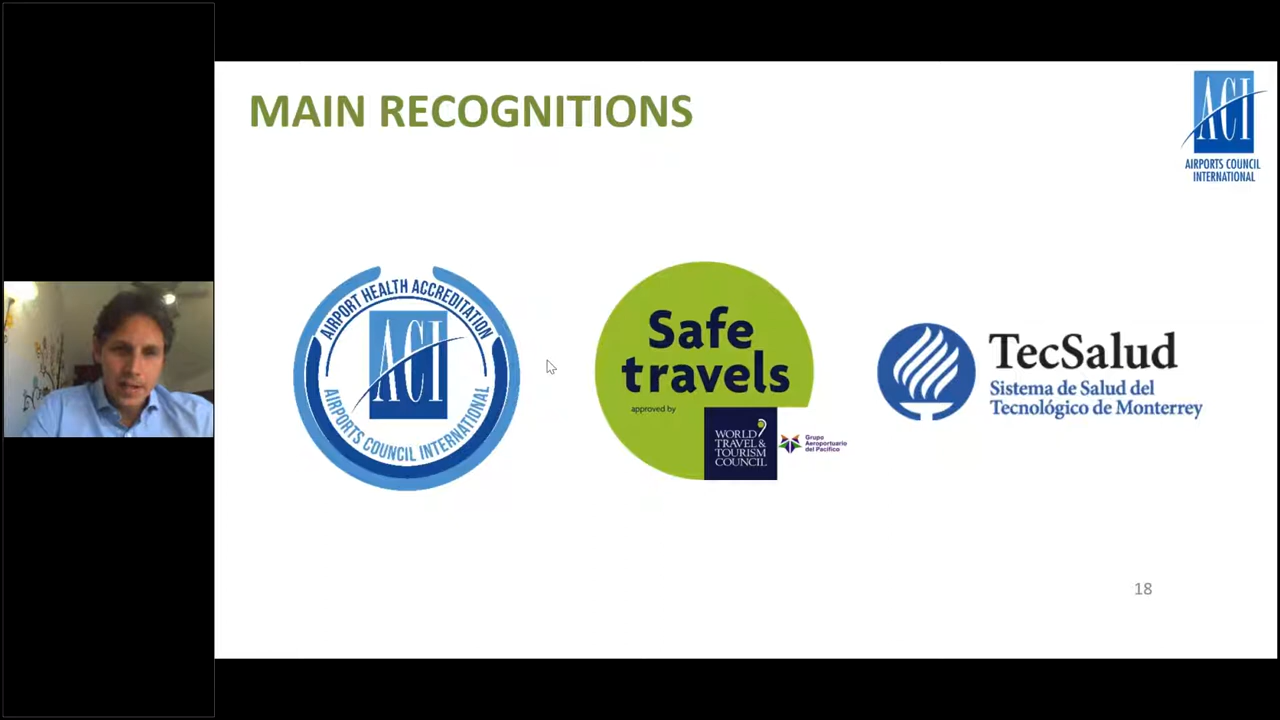 MAIN RECOGNITIONS
ACI
AIRPORTS COUNCIL
INTERNATIONAL
AIRPORT HEALTH ACCREDITATION
ACI
AIRPORTS COUNCIL INTERNATIONAL
Safe
travels
approved by
WORLD
TRAVEL &
TOURISM
COUNCIL
Grupo
Aeroportuario
del Pacífico
TecSalud
Sistema de Salud del
Tecnológico de Monterrey
18